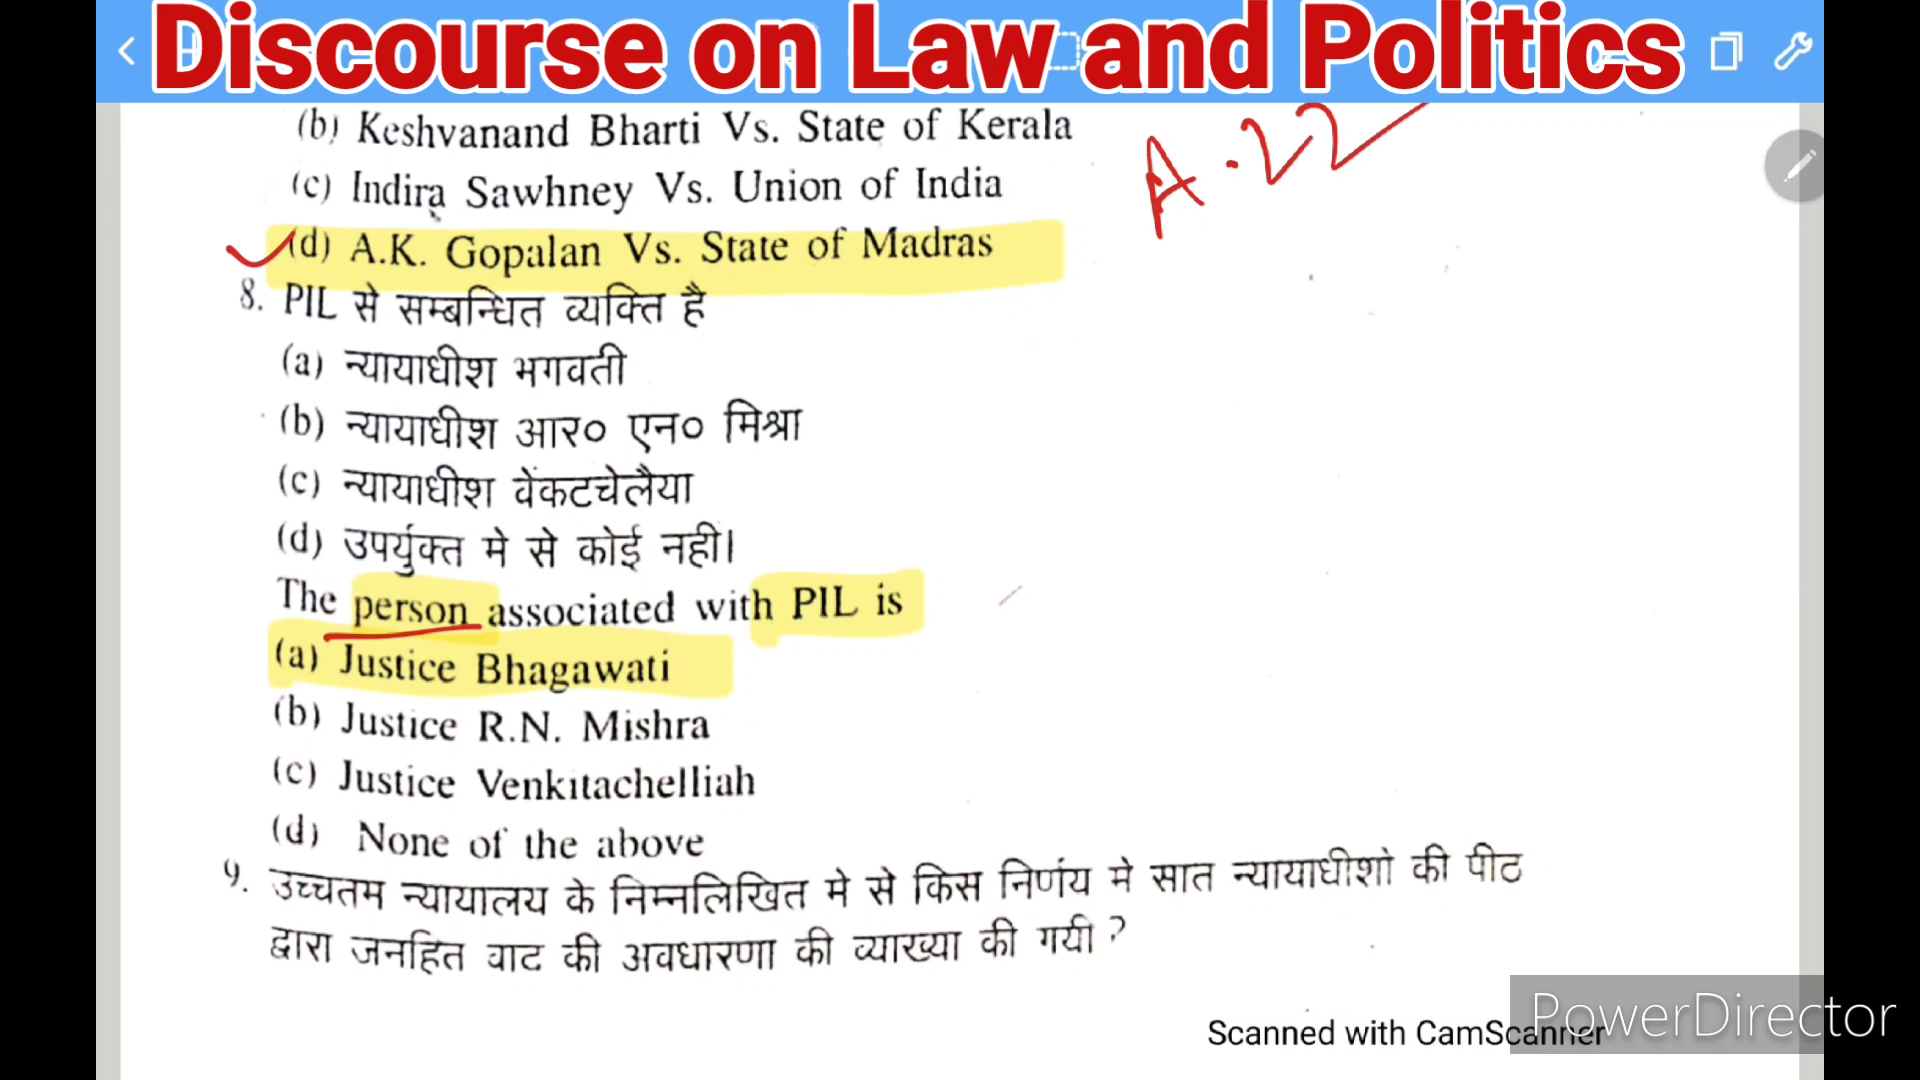 Discourse on Law and Politics
(b) Keshvanand Bharti Vs. State of Kerala
A.22
(c) Indira Sawhney Vs. Union of India
(d) A.K. Gopalan Vs. State of Madras
8. PIL से सम्बन्धित व्यक्ति है
(a) न्यायाधीश भगवती
(b) न्यायाधीश आर० एन० मिश्रा
(c) न्यायाधीश वेंकटचेलैया
(d) उपर्युक्त मे से कोई नही।
The person associated with PIL is
(a) Justice Bhagawati
(b) Justice R.N. Mishra
(c) Justice Venkitachelliah
(d) None of the above
9. उच्चतम न्यायालय के निम्नलिखित मे से किस निर्णय मे सात न्यायाधीशो की पीठ
द्वारा जनहित वाद की अवधारणा की व्याख्या की गयी ?
Scanned with CamScanner
PowerDirector